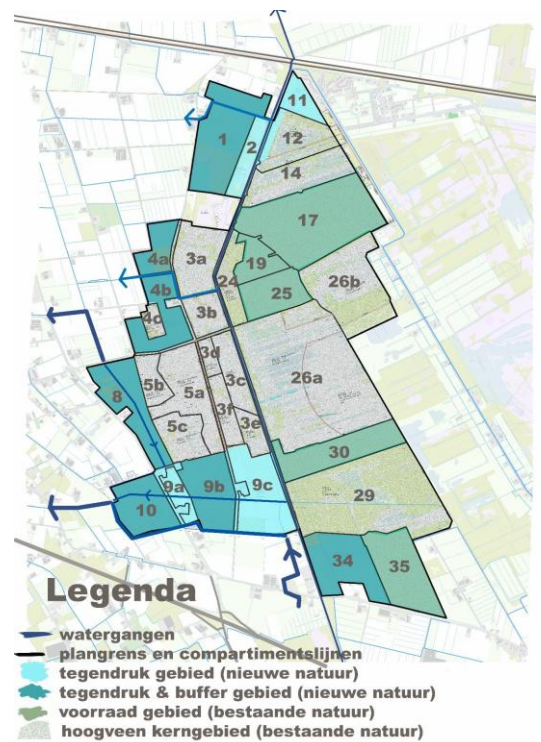 11
1
2
12
14
17
4a
3a
19
24
26b
4b
25
3b
4d
3d
26a
5b
3c
8
5a
3f
5c
3e
30
9a
9b
9c
29
10
34
35
Legenda
watergangen
plangrens en compartimentslijnen
tegendruk gebied (nieuwe natuur)
tegendruk & buffer gebied (nieuwe natuur)
voorraad gebied (bestaande natuur)
hoogveen kerngebied (bestaande natuur)